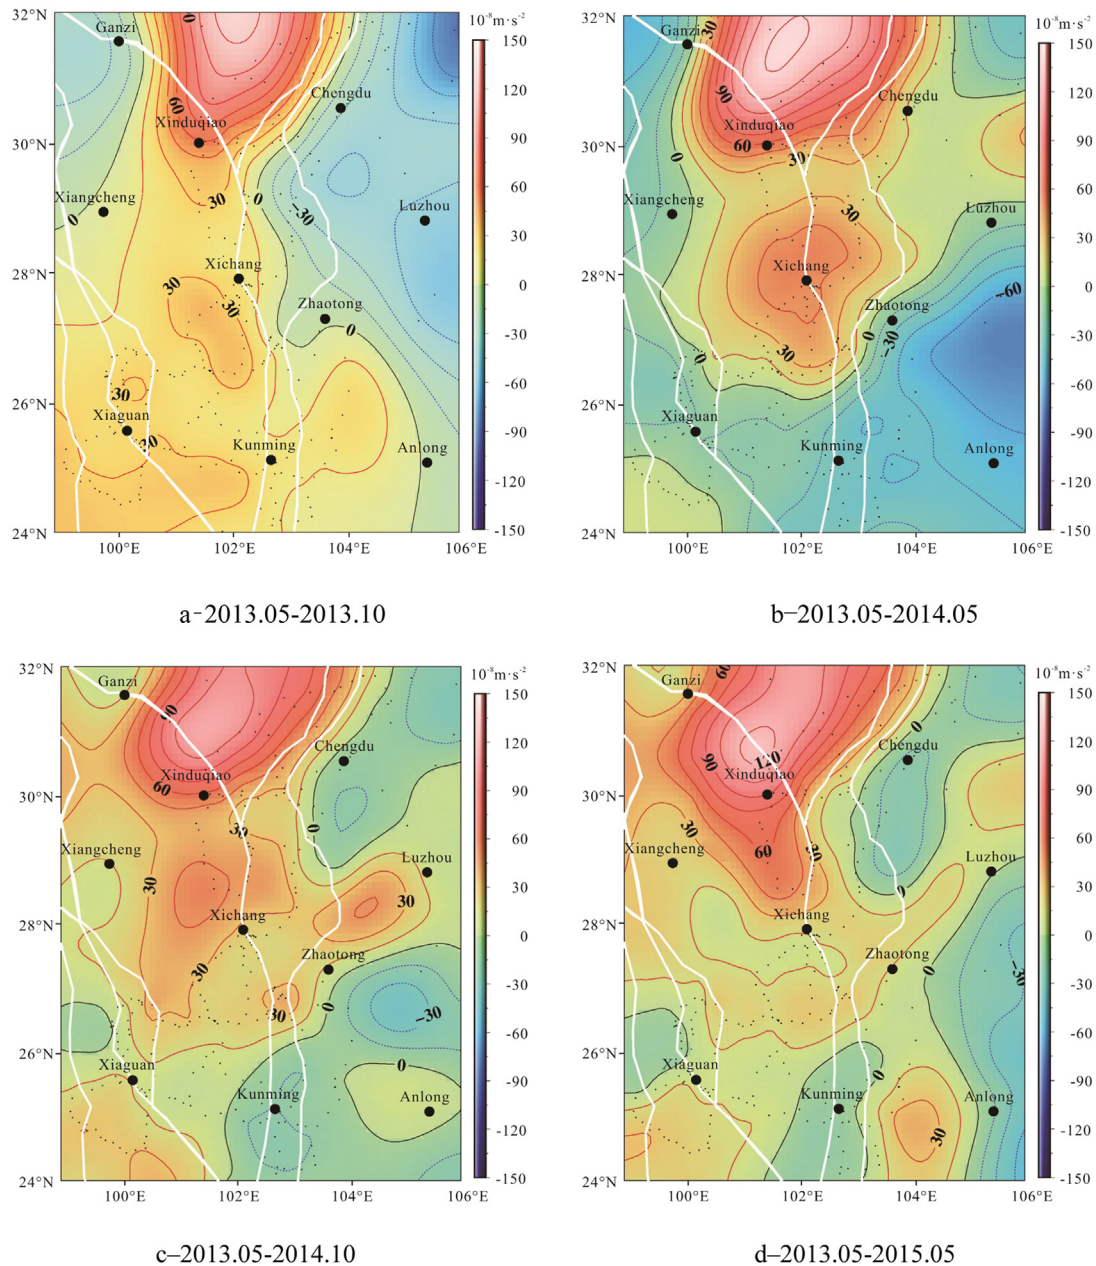 32°N
30°N
28°N
26°N
24°N
100°E
102°E
104°E
106°E
Ganzi
Chengdu
Xinduqiao
Xiangcheng
Luzhou
Xichang
Zhaotong
Xiaguan
Kunming
Anlong
0
60
30
0
-30
0
30
30
0
30
30
10⁻⁸m·s⁻²
150
120
90
60
30
0
-30
-60
-90
-120
-150
a-2013.05-2013.10
32°N
30°N
28°N
26°N
24°N
100°E
102°E
104°E
106°E
Ganzi
Chengdu
Xinduqiao
Xiangcheng
Luzhou
Xichang
Zhaotong
Xiaguan
Kunming
Anlong
30
90
60
30
0
30
-60
0
-30
30
0
10⁻⁸m·s⁻²
150
120
90
60
30
0
-30
-60
-90
-120
-150
b–2013.05-2014.05
32°N
30°N
28°N
26°N
24°N
100°E
102°E
104°E
106°E
Ganzi
Chengdu
Xinduqiao
Xiangcheng
Luzhou
Xichang
Zhaotong
Xiaguan
Kunming
Anlong
90
60
30
0
30
30
30
30
0
-30
0
10⁻⁸m·s⁻²
150
120
90
60
30
0
-30
-60
-90
-120
-150
c–2013.05-2014.10
32°N
30°N
28°N
26°N
24°N
100°E
102°E
104°E
106°E
Ganzi
Chengdu
Xinduqiao
Xiangcheng
Luzhou
Xichang
Zhaotong
Xiaguan
Kunming
Anlong
60
0
120
90
30
60
30
0
0
-30
0
30
10⁻⁸m·s⁻²
150
120
90
60
30
0
-30
-60
-90
-120
-150
d–2013.05-2015.05